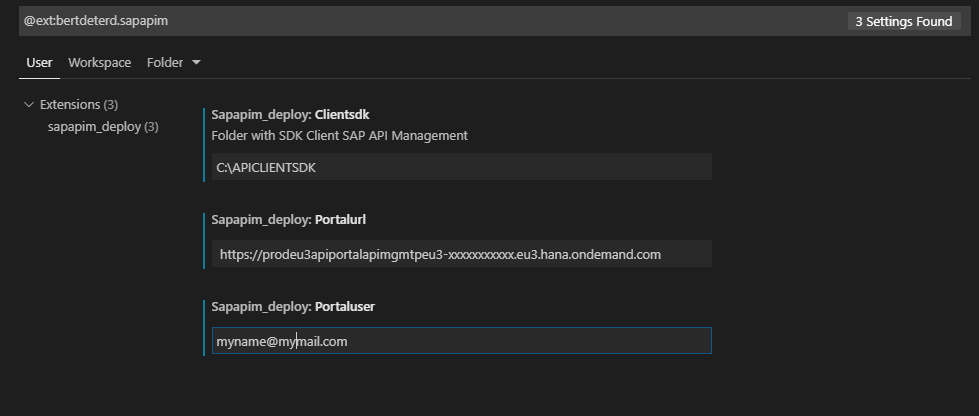 @ext:bertdeterd.sapapim
3 Settings Found
User Workspace Folder
Extensions (3)
sapapim_deploy (3)
Sapapim_deploy: Clientsdk
Folder with SDK Client SAP API Management
C:\APICLIENTSDK
Sapapim_deploy: Portalurl
https://prodeu3apiportalapimgmtpeu3-xxxxxxxxxxx.eu3.hana.ondemand.com
Sapapim_deploy: Portaluser
myname@mymail.com